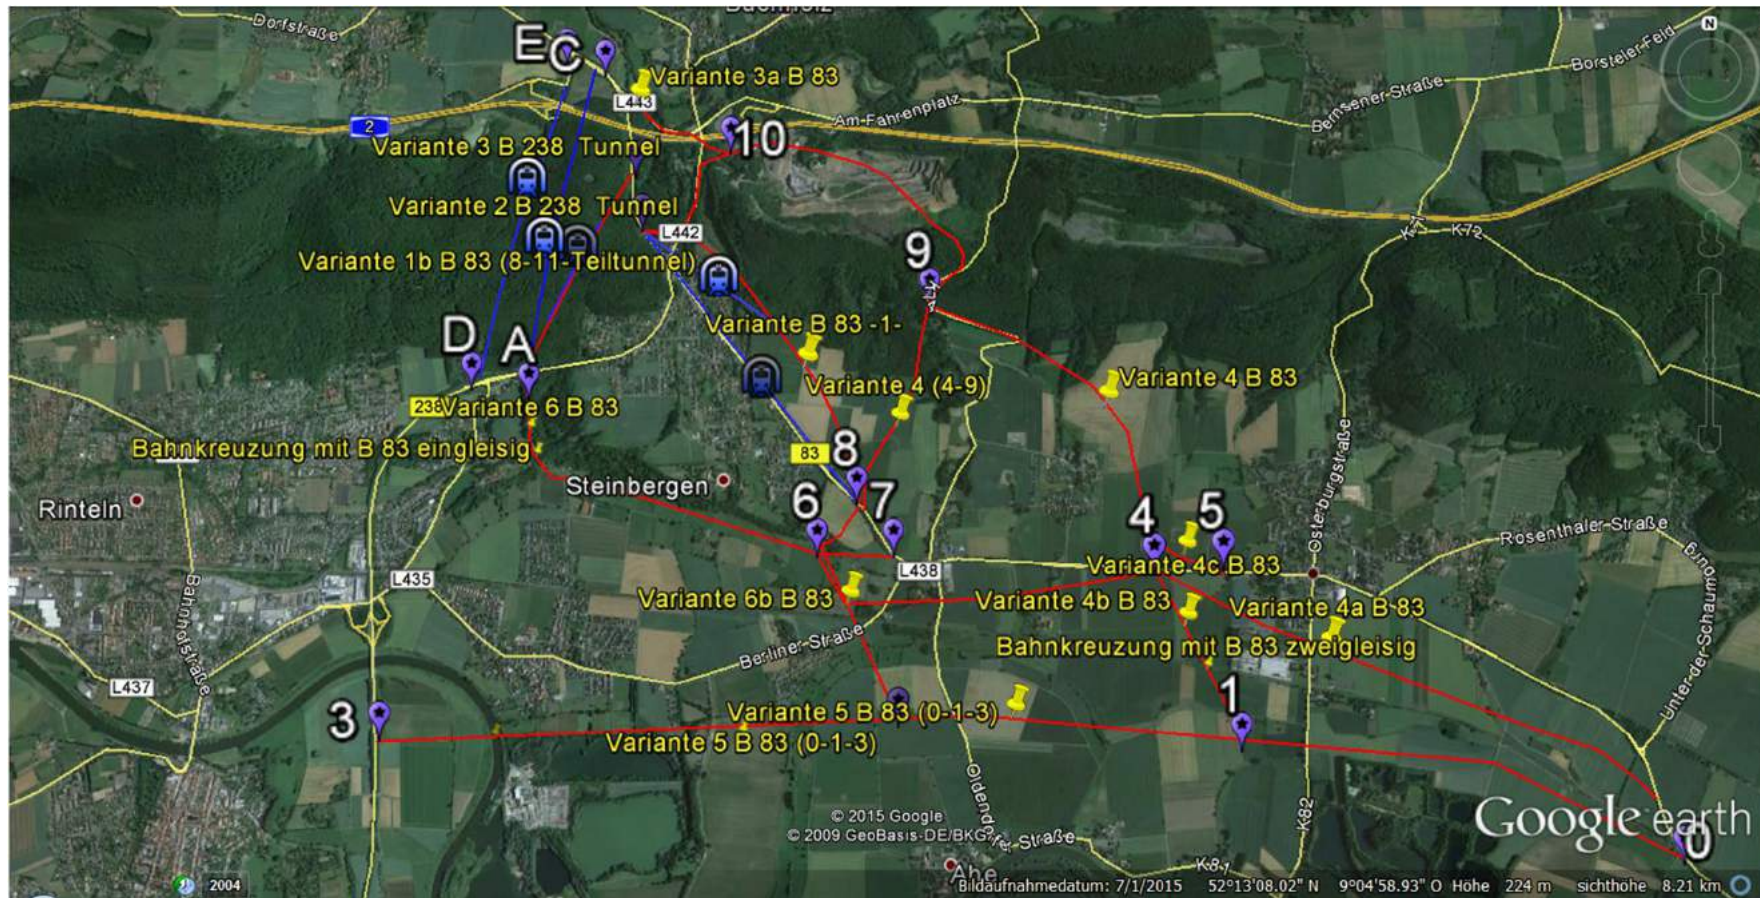 Dorfstraße
E
C
Variante 3a B 83
Borsteler Feld
N
L443
Bernsener Straße
Am Fahrenplatz
2
10
Variante 3 B 238 Tunnel
Variante 2 B 238 Tunnel
L442
K71
K72
Variante 1b B 83 (8-11-Teiltunnel)
9
Variante B 83 -1-
D
A
Variante 4 (4-9)
Variante 4 B 83
238
Variante 6 B 83
Bahnkreuzung mit B 83 eingleisig
83
8
Osterburgstraße
Steinbergen
Rinteln
6
7
4
5
Rosenthaler Straße
L435
L438
Variante 4c B 83
Bahnhofstraße
Variante 6b B 83
Variante 4b B 83
Variante 4a B 83
Berliner Straße
Bahnkreuzung mit B 83 zweigleisig
Unter-der-Schaumburg
L437
3
1
Variante 5 B 83 (0-1-3)
Variante 5 B 83 (0-1-3)
Oldendorfer Straße
K82
© 2015 Google
© 2009 GeoBasis-DE/BKG
Google earth
0
K81
Ahe
2004
Bildaufnahmedatum: 7/1/2015 52°13'08.02" N 9°04'58.93" O Höhe 224 m sichthöhe 8.21 km